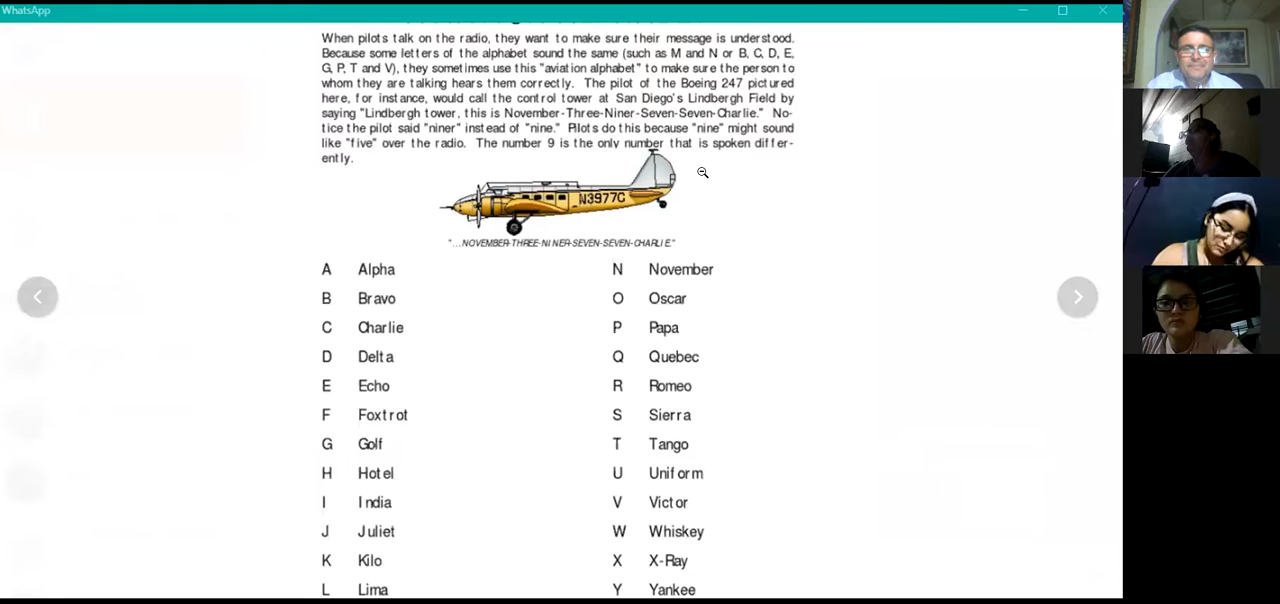 WhatsApp
When pilots talk on the radio, they want to make sure their message is understood.
Because some letters of the alphabet sound the same (such as M and N or B, C, D, E,
G, P, T and V), they sometimes use this "aviation alphabet" to make sure the person to
whom they are talking hears them correctly. The pilot of the Boeing 247 pictured
here, for instance, would call the control tower at San Diego's Lindbergh Field by
saying "Lindbergh tower, this is November-Three-Niner-Seven-Seven-Charlie." No-
tice the pilot said "niner" instead of "nine." Pilots do this because "nine" might sound
like "five" over the radio. The number 9 is the only number that is spoken differ-
ently.
N3977C
"...NOVEMBER-THREE-NINER-SEVEN-SEVEN-CHARLIE."
A Alpha N November
B Bravo O Oscar
C Charlie P Papa
D Delta Q Quebec
E Echo R Romeo
F Foxtrot S Sierra
G Golf T Tango
H Hotel U Uniform
I India V Victor
J Juliet W Whiskey
K Kilo X X-Ray
L Lima Y Yankee